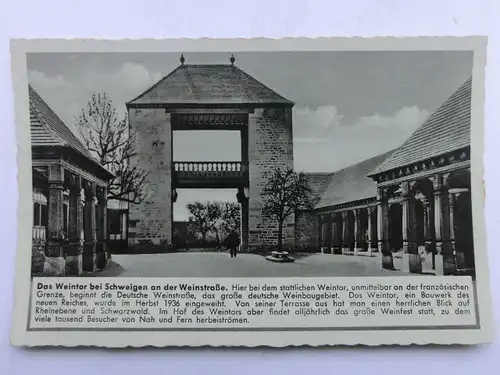 Das Weintor bei Schweigen an der Weinstraße. Hier bei dem stattlichen Weintor, unmittelbar an der französischen
Grenze, beginnt die Deutsche Weinstraße, das große deutsche Weinbaugebiet. Das Weintor, ein Bauwerk des
neuen Reiches, wurde im Herbst 1936 eingeweiht. Von seiner Terrasse aus hat man einen herrlichen Blick auf
Rheinebene und Schwarzwald. Im Hof des Weintors aber findet alljährlich das große Weinfest statt, zu dem
viele tausend Besucher von Nah und Fern herbeiströmen.